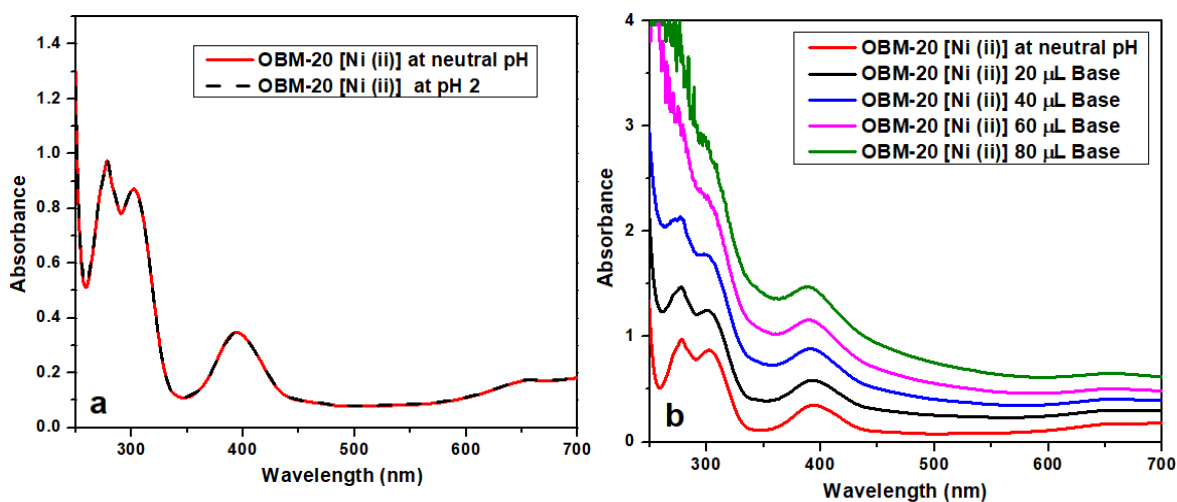 1.4
1.2
1.0
0.8
0.6
0.4
0.2
0.0
Absorbance
OBM-20 [Ni (ii)] at neutral pH
OBM-20 [Ni (ii)]  at pH 2
a
300 400 500 600 700
Wavelength (nm)
4
3
2
1
0
Absorbance
OBM-20 [Ni (ii)] at neutral pH
OBM-20 [Ni (ii)] 20 μL Base
OBM-20 [Ni (ii)] 40 μL Base
OBM-20 [Ni (ii)] 60 μL Base
OBM-20 [Ni (ii)] 80 μL Base
b
300 400 500 600 700
Wavelength (nm)